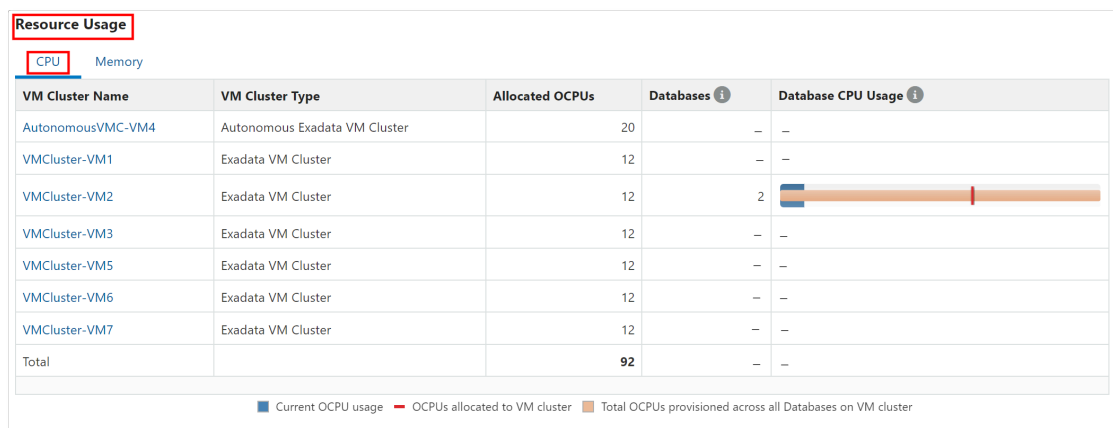 Resource Usage
CPU Memory
VM Cluster Name VM Cluster Type Allocated OCPUs Databases i Database CPU Usage i
AutonomousVMC-VM4 Autonomous Exadata VM Cluster 20 – –
VMCluster-VM1 Exadata VM Cluster 12 – –
VMCluster-VM2 Exadata VM Cluster 12 2
VMCluster-VM3 Exadata VM Cluster 12 – –
VMCluster-VM5 Exadata VM Cluster 12 – –
VMCluster-VM6 Exadata VM Cluster 12 – –
VMCluster-VM7 Exadata VM Cluster 12 – –
Total 92 – –
Current OCPU usage OCPUs allocated to VM cluster Total OCPUs provisioned across all Databases on VM cluster